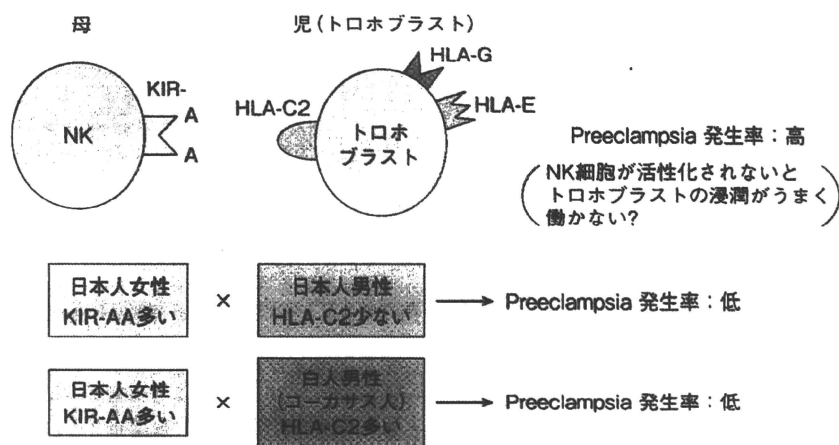 母
児（トロホブラスト）
HLA-G
KIR-
A
A
NK
HLA-C2
HLA-E
トロホ
ブラスト
Preeclampsia 発生率：高
（NK細胞が活性化されないと
トロホブラストの浸潤がうまく
働かない?）
日本人女性
KIR-AA多い
×
日本人男性
HLA-C2少ない
Preeclampsia 発生率：低
日本人女性
KIR-AA多い
×
白人男性
（コーカサス人）
HLA-C2多い
Preeclampsia 発生率：低